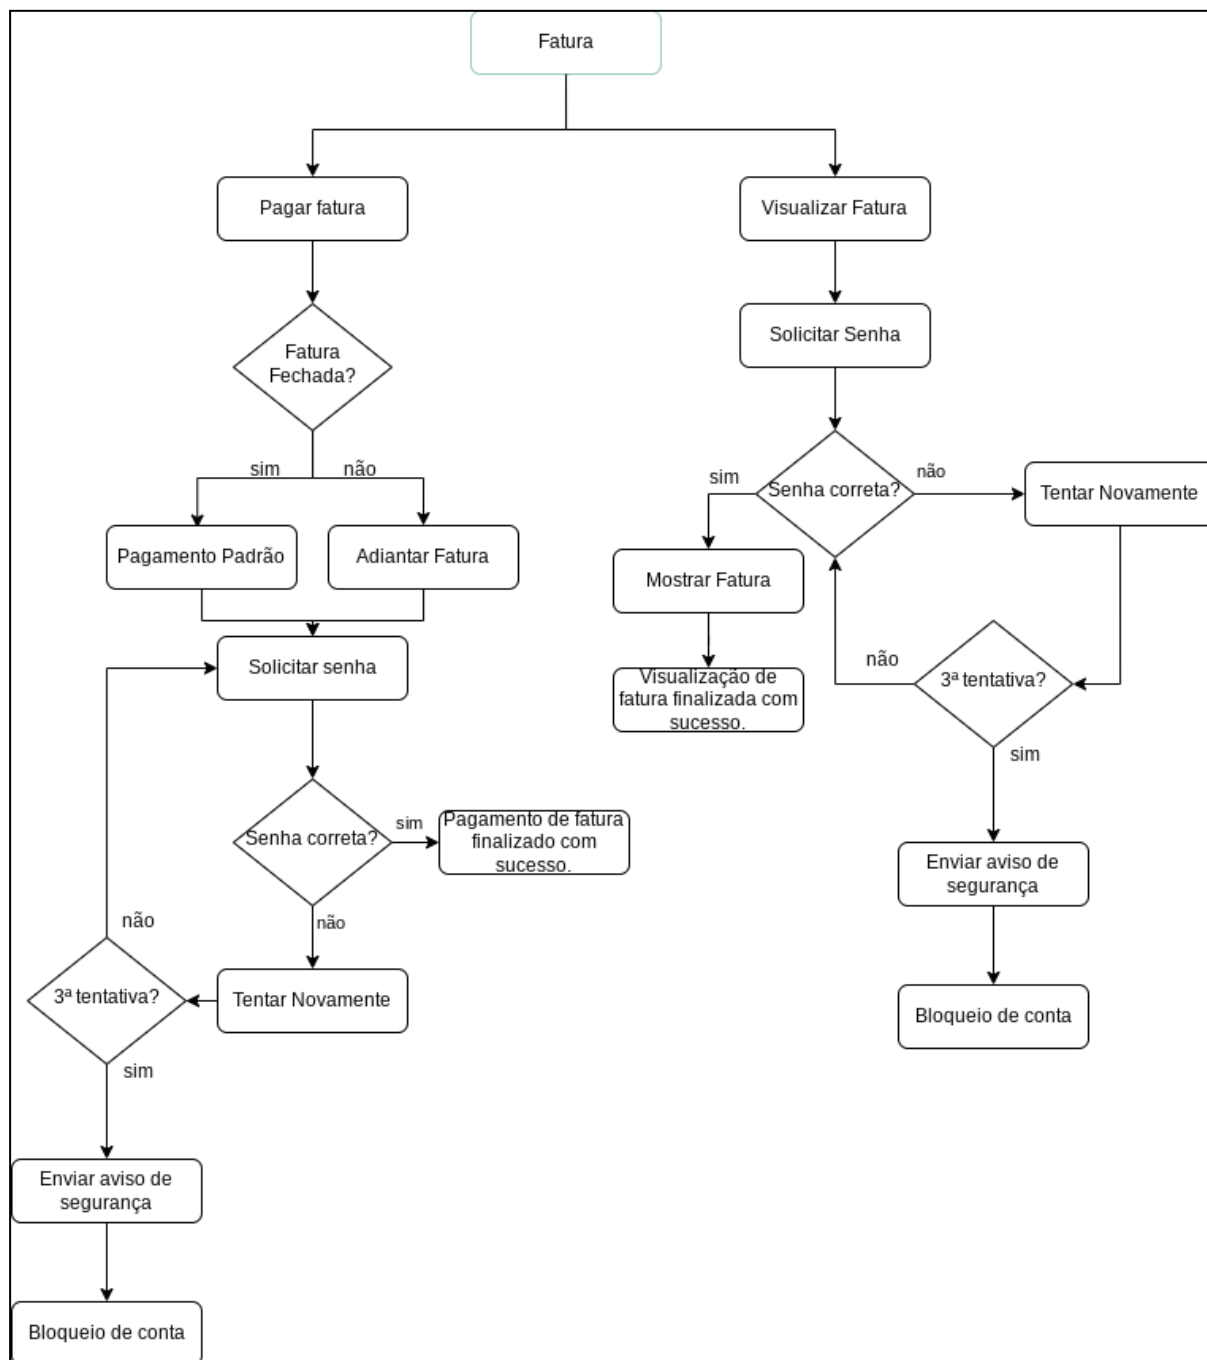 Fatura
Pagar fatura
Visualizar Fatura
Solicitar Senha
Fatura
Fechada?
sim
não
sim
Senha correta?
não
Tentar Novamente
Pagamento Padrão
Adiantar Fatura
Mostrar Fatura
Solicitar senha
não
3ª tentativa?
Visualização de
fatura finalizada com
sucesso.
sim
Senha correta?
sim
Pagamento de fatura
finalizado com
sucesso.
Enviar aviso de
segurança
não
não
3ª tentativa?
Tentar Novamente
Bloqueio de conta
sim
Enviar aviso de
segurança
Bloqueio de conta